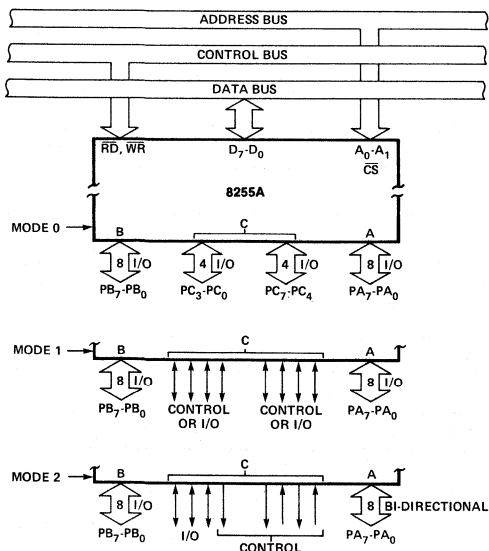 ADDRESS BUS
CONTROL BUS
DATA BUS
RD, WR D7-D0 A0-A1
CS
8255A
MODE 0 B C A
8 I/O 4 I/O 4 I/O 8 I/O
PB7-PB0 PC3-PC0 PC7-PC4 PA7-PA0
MODE 1 B C A
8 I/O 8 I/O
PB7-PB0 CONTROL OR I/O CONTROL OR I/O PA7-PA0
MODE 2 B C A
8 I/O 8 BI-DIRECTIONAL
PB7-PB0 I/O CONTROL PA7-PA0